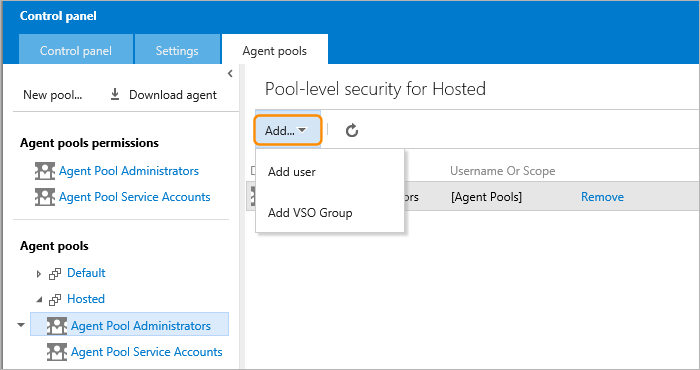 Control panel
Control panel
Settings
Agent pools
New pool...
Download agent
Agent pools permissions
Agent Pool Administrators
Agent Pool Service Accounts
Agent pools
Default
Hosted
Agent Pool Administrators
Agent Pool Service Accounts
Pool-level security for Hosted
Add...
Add user
Add VSO Group
Username Or Scope
[Agent Pools]
Remove